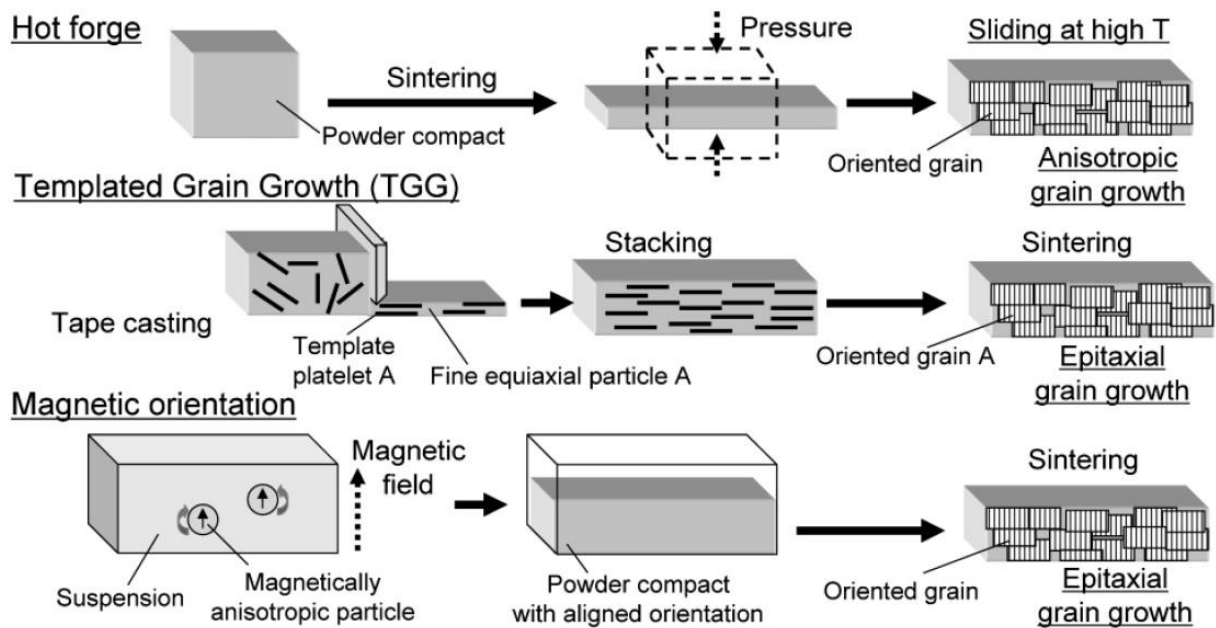 Hot forge
Sintering
Powder compact
Pressure
Sliding at high T
Oriented grain
Anisotropic
grain growth
Templated Grain Growth (TGG)
Tape casting
Template
platelet A
Fine equiaxial particle A
Stacking
Sintering
Oriented grain A
Epitaxial
grain growth
Magnetic orientation
Suspension
Magnetically
anisotropic particle
Magnetic
field
Powder compact
with aligned orientation
Sintering
Oriented grain
Epitaxial
grain growth